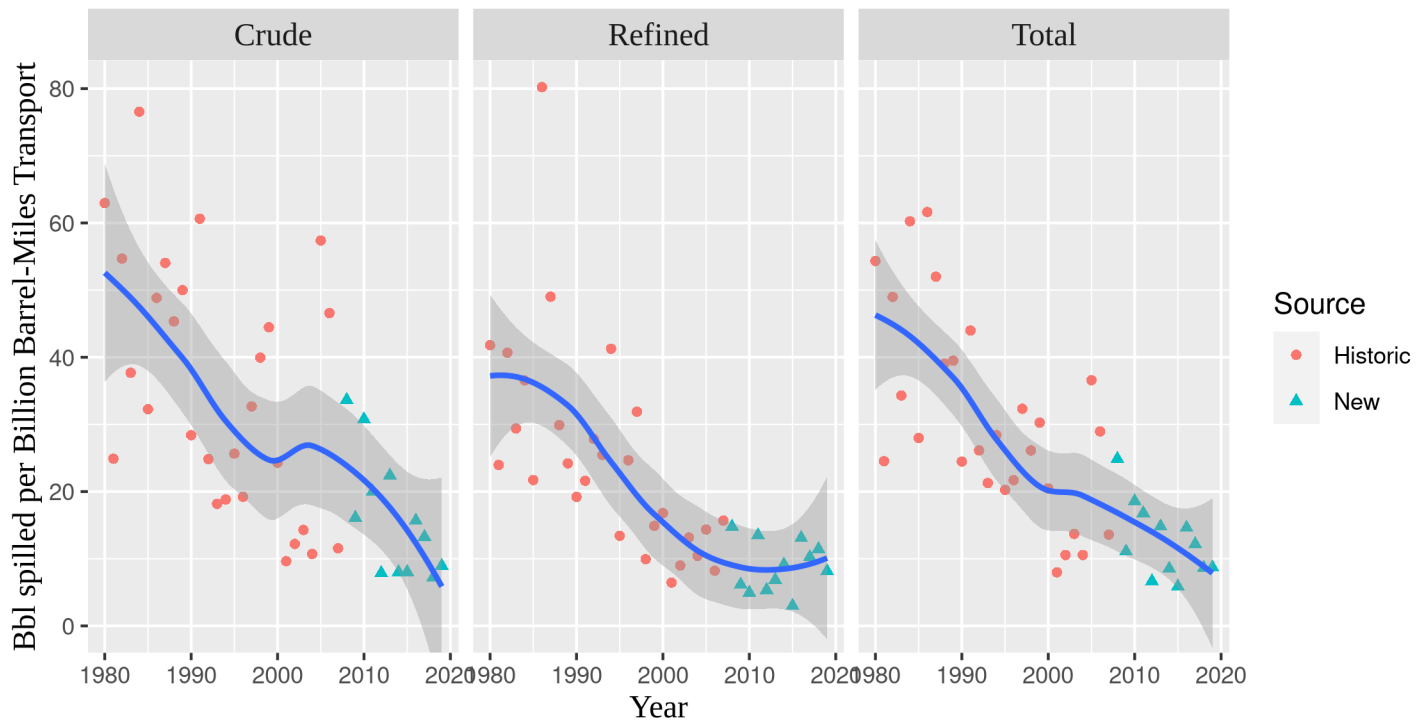 Crude Refined Total
Bbl spilled per Billion Barrel-Miles Transport
80
60
40
20
0
1980 1990 2000 2010 2020 1980 1990 2000 2010 2020 1980 1990 2000 2010 2020
Year
Source
Historic
New